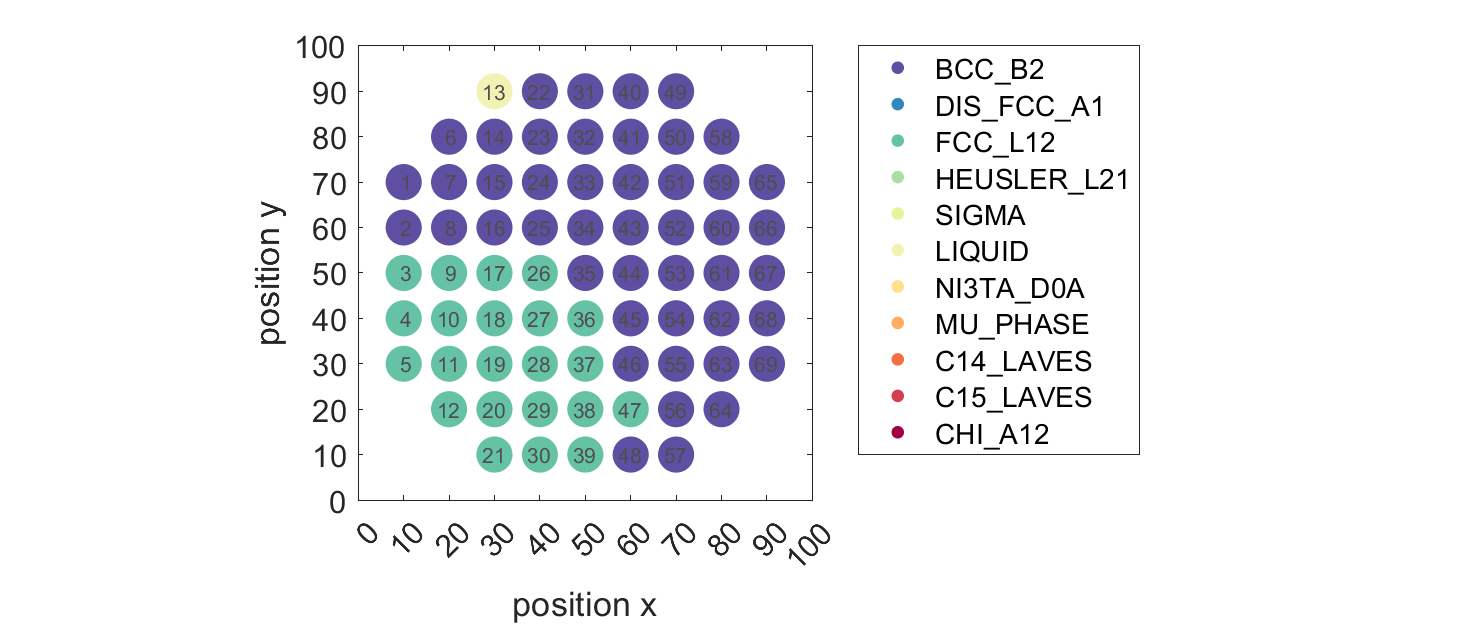 100
90
80
70
60
50
40
30
20
10
0
position y
13 22 31 40 49
6 14 23 32 41 50 58
1 7 15 24 33 42 51 59 65
2 8 16 25 34 43 52 60 66
3 9 17 26 35 44 53 61 67
4 10 18 27 36 45 54 62 68
5 11 19 28 37 46 55 63 69
12 20 29 38 47 56 64
21 30 39 48 57
0 10 20 30 40 50 60 70 80 90 100
position x
BCC_B2
DIS_FCC_A1
FCC_L12
HEUSLER_L21
SIGMA
LIQUID
NI3TA_D0A
MU_PHASE
C14_LAVES
C15_LAVES
CHI_A12